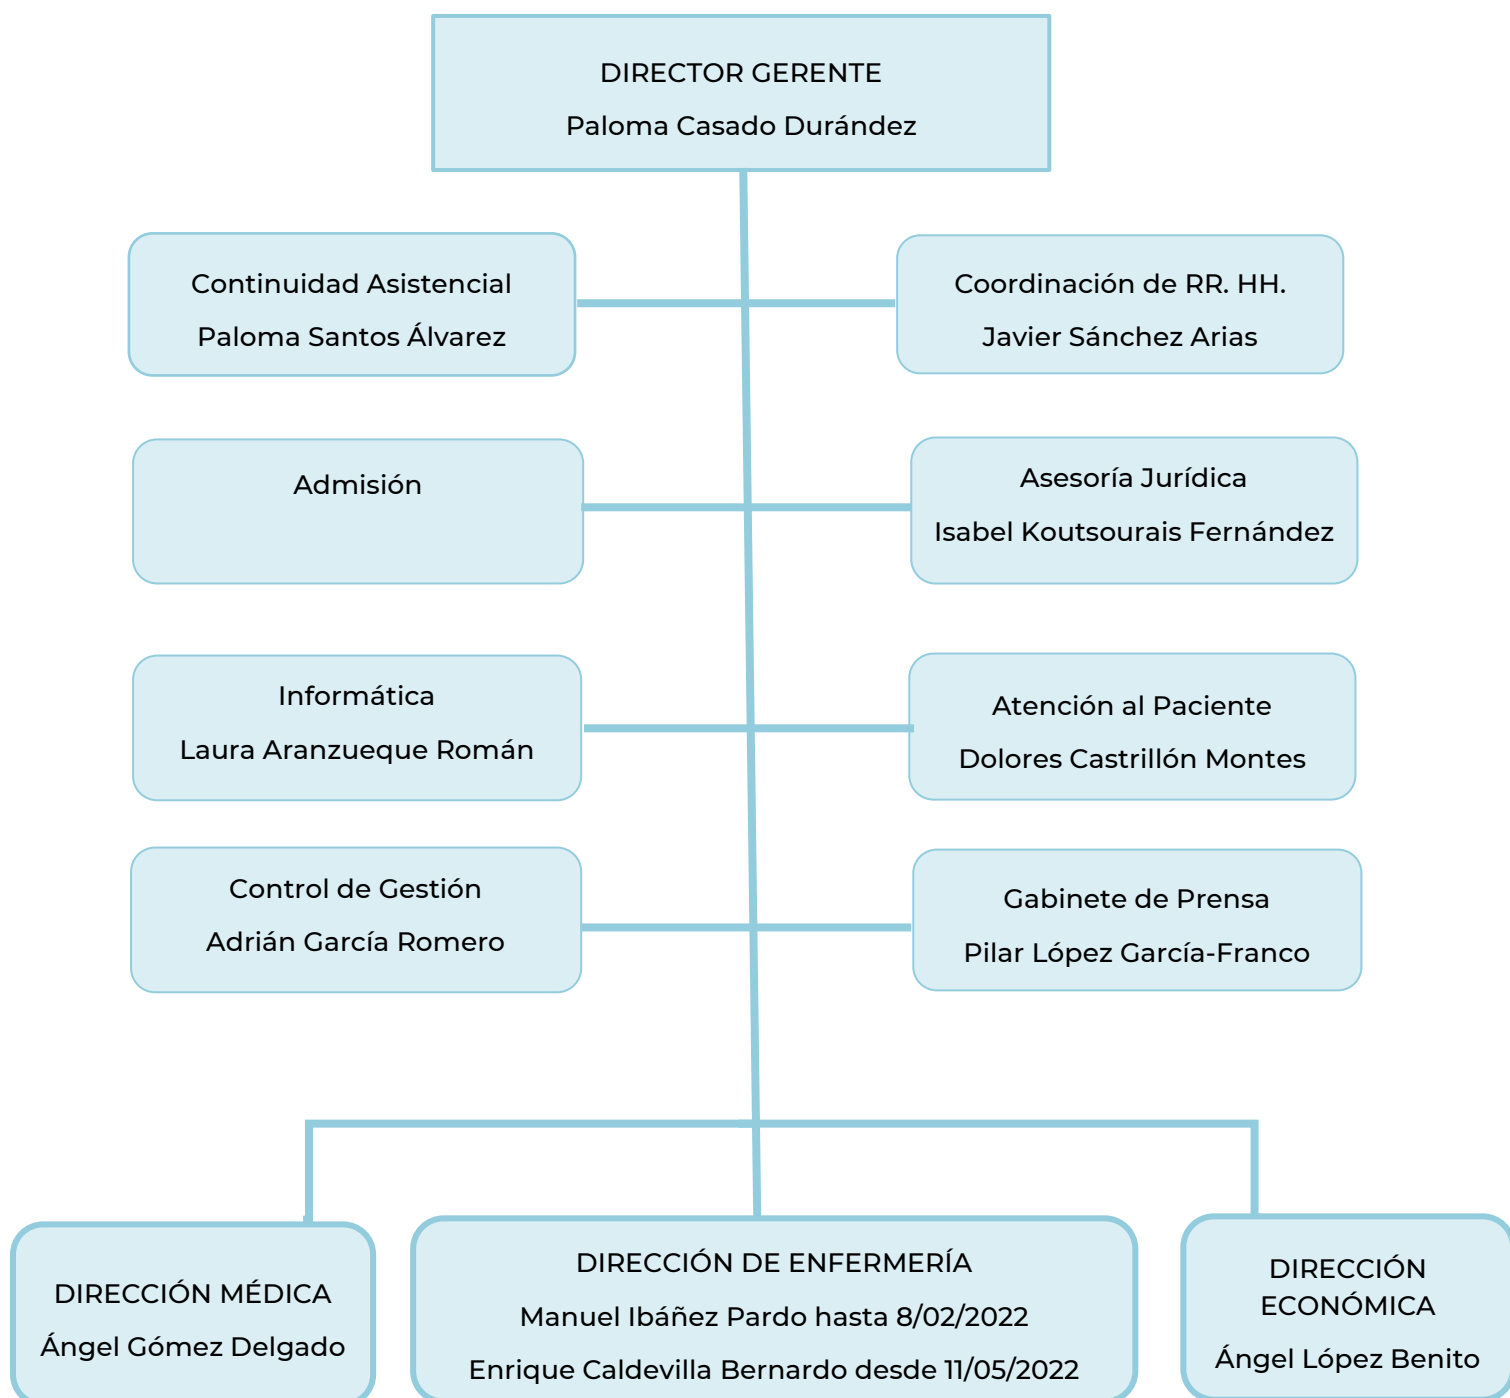 DIRECTOR GERENTE
Paloma Casado Durández
Continuidad Asistencial
Paloma Santos Álvarez
Coordinación de RR. HH.
Javier Sánchez Arias
Admisión
Asesoría Jurídica
Isabel Koutsourais Fernández
Informática
Laura Aranzueque Román
Atención al Paciente
Dolores Castrillón Montes
Control de Gestión
Adrián García Romero
Gabinete de Prensa
Pilar López García-Franco
DIRECCIÓN MÉDICA
Ángel Gómez Delgado
DIRECCIÓN DE ENFERMERÍA
Manuel Ibáñez Pardo hasta 8/02/2022
Enrique Caldevilla Bernardo desde 11/05/2022
DIRECCIÓN
ECONÓMICA
Ángel López Benito